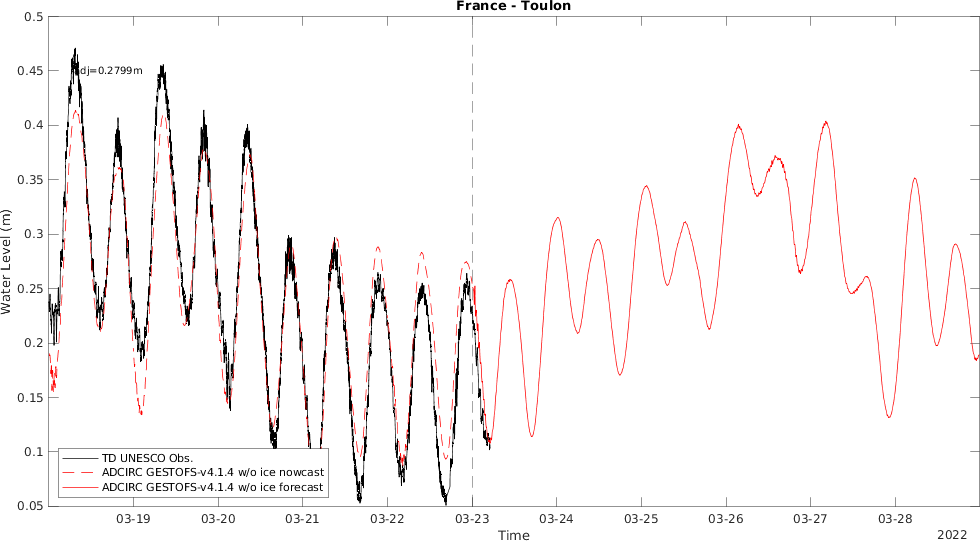 France - Toulon
Water Level (m)
0.5
0.45
0.4
0.35
0.3
0.25
0.2
0.15
0.1
0.05
dj=0.2799m
TD UNESCO Obs.
ADCIRC GESTOFS-v4.1.4 w/o ice nowcast
ADCIRC GESTOFS-v4.1.4 w/o ice forecast
03-19 03-20 03-21 03-22 03-23 03-24 03-25 03-26 03-27 03-28
Time
2022